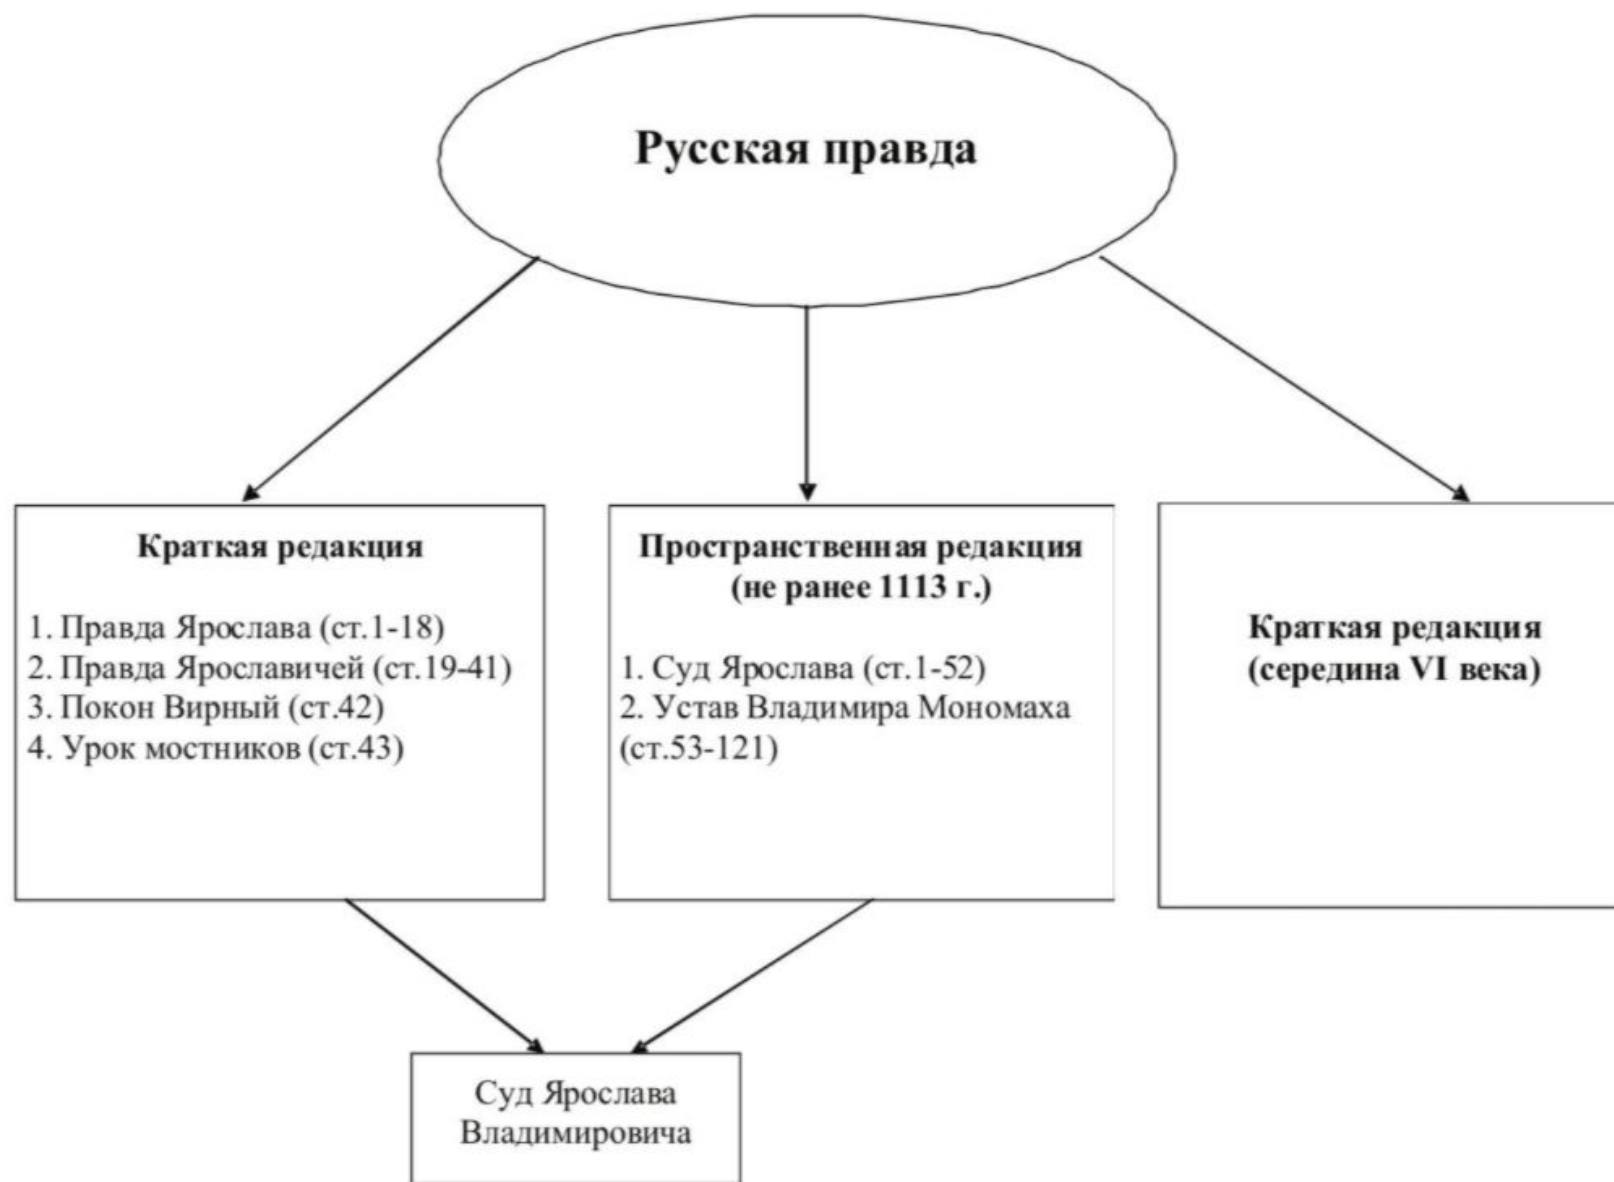 Русская правда
Краткая редакция
1. Правда Ярослава (ст.1-18)
2. Правда Ярославичей (ст.19-41)
3. Покон Вирный (ст.42)
4. Урок мостников (ст.43)
Пространственная редакция
(не ранее 1113 г.)
1. Суд Ярослава (ст.1-52)
2. Устав Владимира Мономаха
(ст.53-121)
Краткая редакция
(середина VI века)
Суд Ярослава
Владимировича